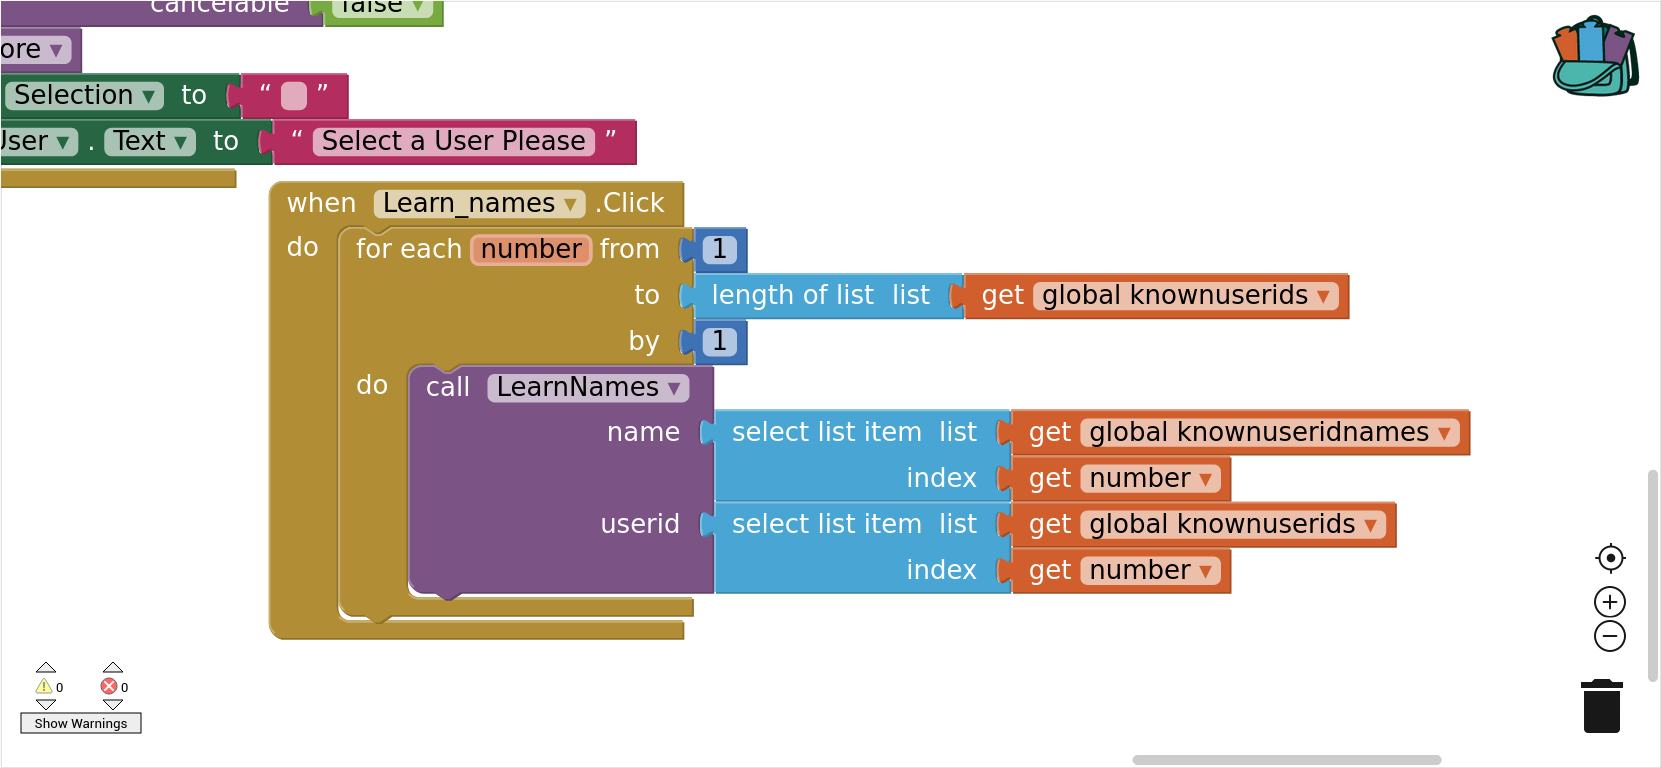 cancelable false
ore
Selection to “ ”
User . Text to “ Select a User Please ”
when Learn_names .Click
do for each number from 1
to length of list list get global knownuserids
by 1
do call LearnNames
name select list item list get global knownuseridnames
index get number
userid select list item list get global knownuserids
index get number
0 0
Show Warnings